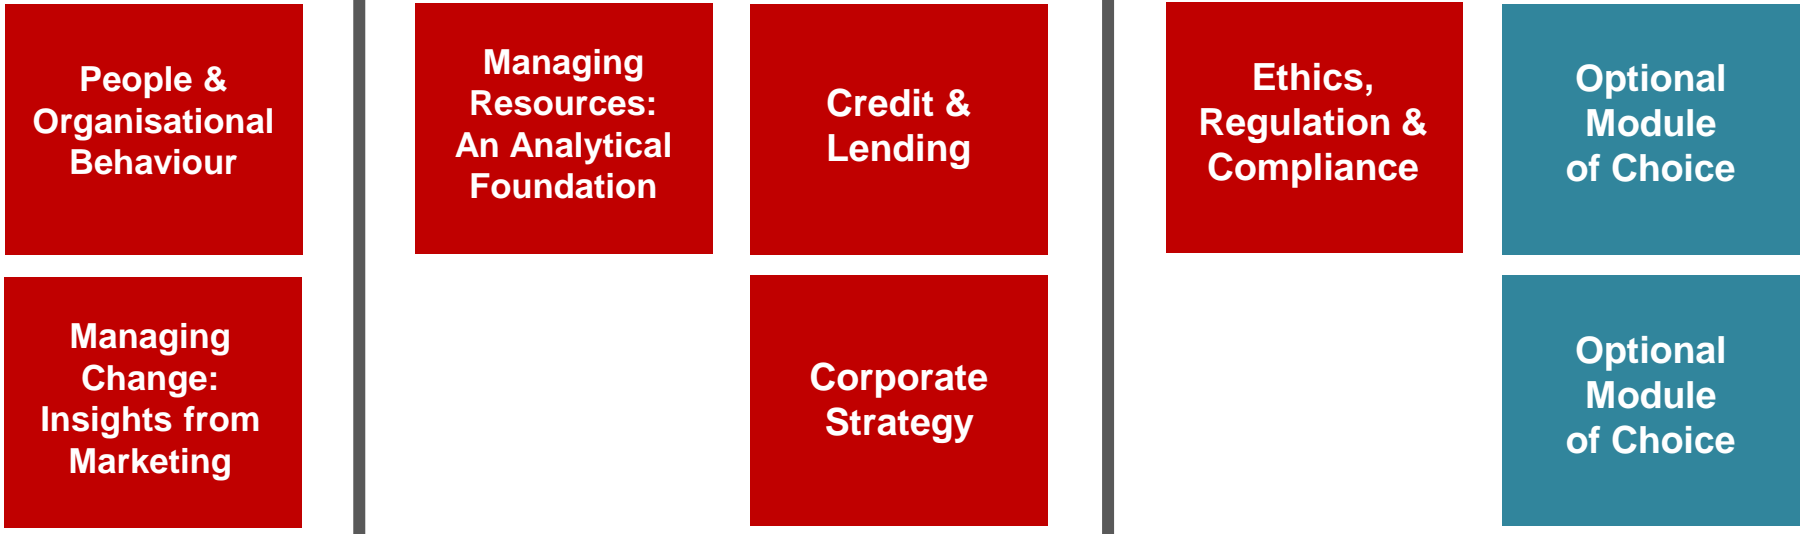 People &
Organisational
Behaviour
Managing
Change:
Insights from
Marketing
Managing
Resources:
An Analytical
Foundation
Credit &
Lending
Corporate
Strategy
Ethics,
Regulation &
Compliance
Optional
Module
of Choice
Optional
Module
of Choice